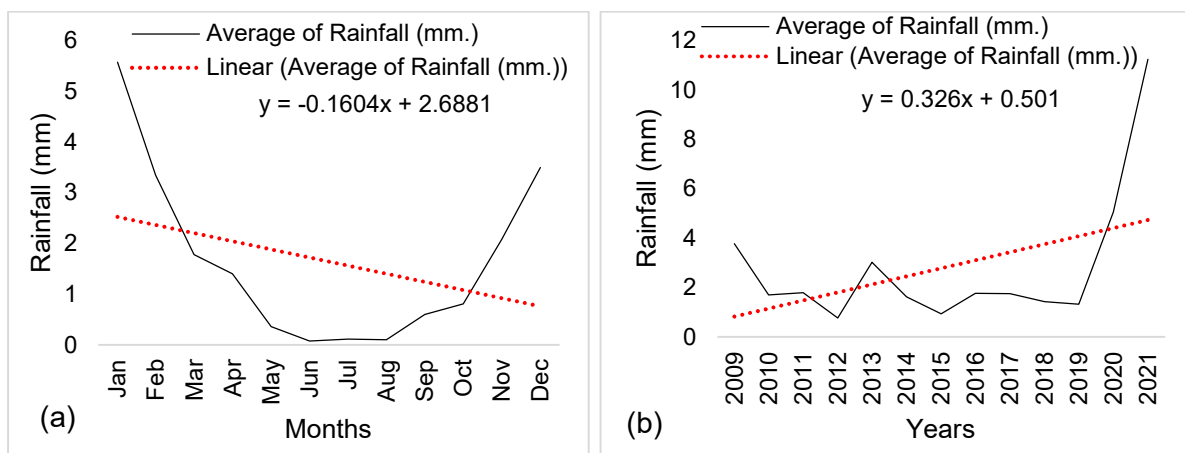 6
5
4
3
2
1
0
Rainfall (mm)
Average of Rainfall (mm.)
Linear (Average of Rainfall (mm.))
y = -0.1604x + 2.6881
Jan
Feb
Mar
Apr
May
Jun
Jul
Aug
Sep
Oct
Nov
Dec
(a)
Months
12
10
8
6
4
2
0
Rainfall (mm)
Average of Rainfall (mm.)
Linear (Average of Rainfall (mm.))
y = 0.326x + 0.501
2009
2010
2011
2012
2013
2014
2015
2016
2017
2018
2019
2020
2021
(b)
Years